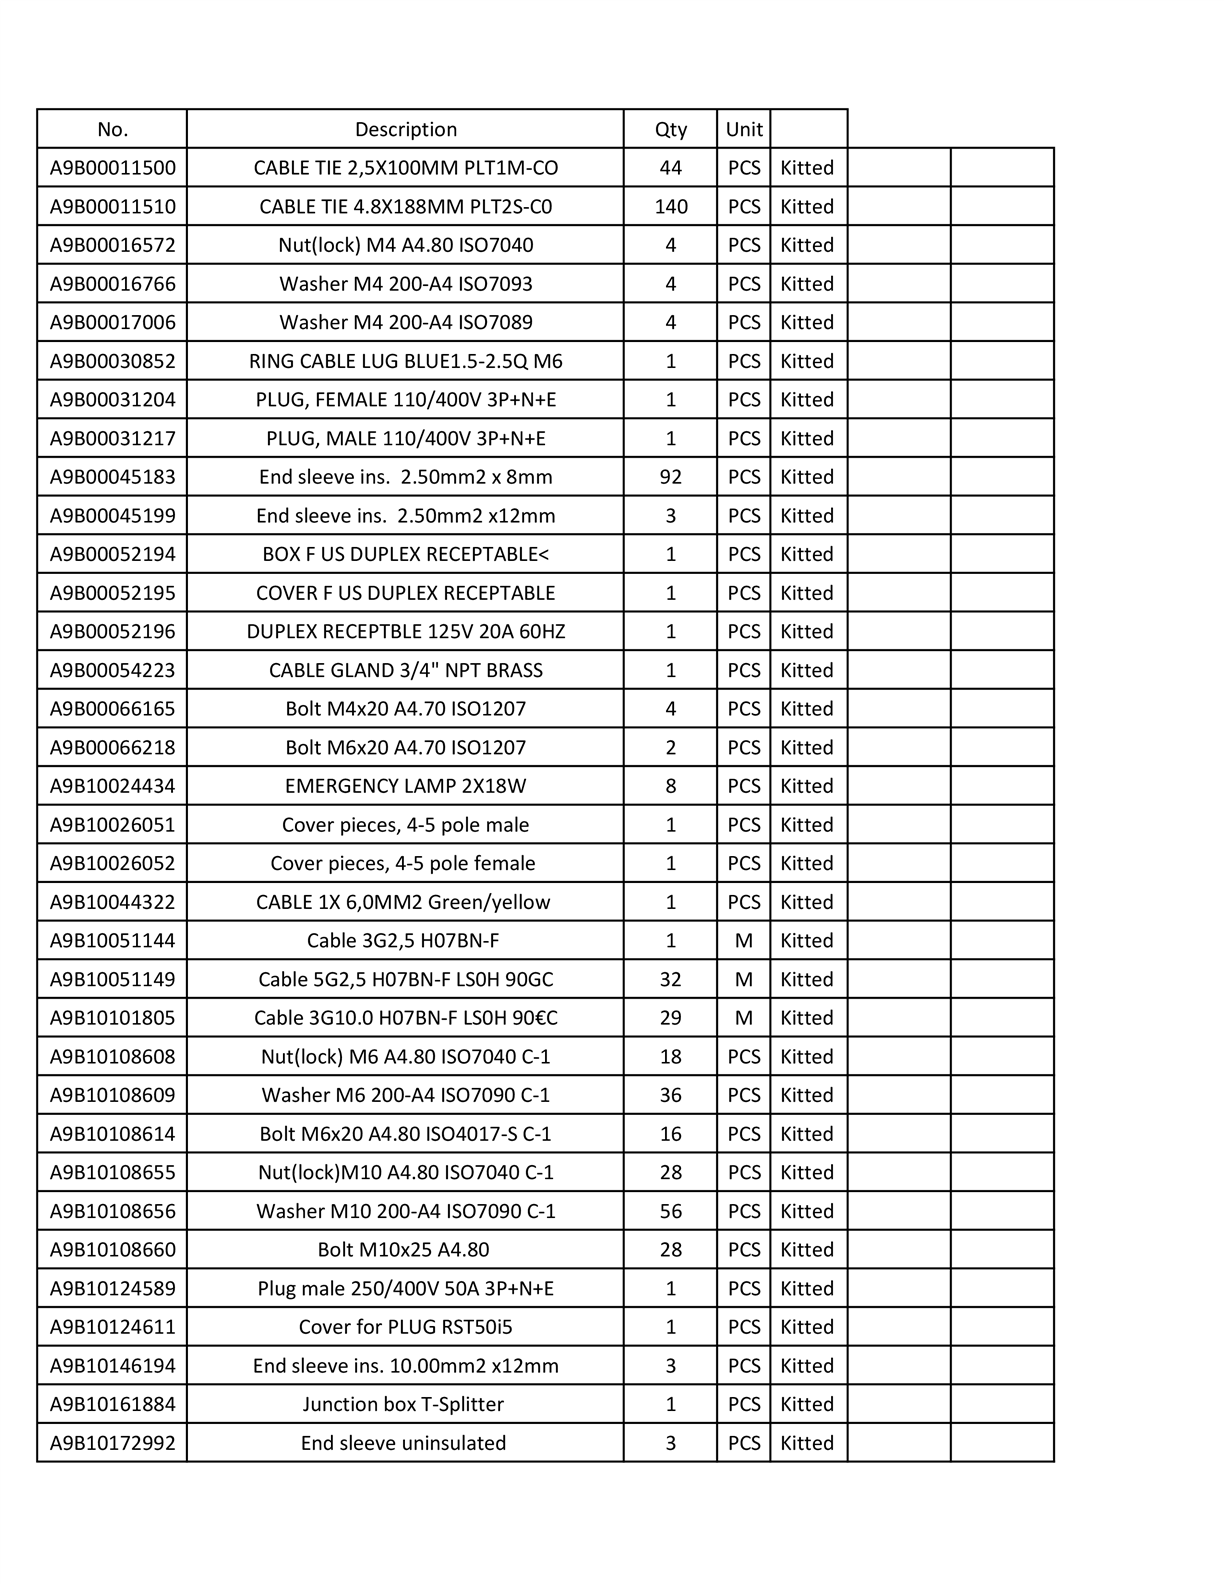 No. Description Qty Unit
A9B00011500 CABLE TIE 2,5X100MM PLT1M-CO 44 PCS Kitted
A9B00011510 CABLE TIE 4.8X188MM PLT2S-C0 140 PCS Kitted
A9B00016572 Nut(lock) M4 A4.80 ISO7040 4 PCS Kitted
A9B00016766 Washer M4 200-A4 ISO7093 4 PCS Kitted
A9B00017006 Washer M4 200-A4 ISO7089 4 PCS Kitted
A9B00030852 RING CABLE LUG BLUE1.5-2.5Q M6 1 PCS Kitted
A9B00031204 PLUG, FEMALE 110/400V 3P+N+E 1 PCS Kitted
A9B00031217 PLUG, MALE 110/400V 3P+N+E 1 PCS Kitted
A9B00045183 End sleeve ins.  2.50mm2 x 8mm 92 PCS Kitted
A9B00045199 End sleeve ins.  2.50mm2 x12mm 3 PCS Kitted
A9B00052194 BOX F US DUPLEX RECEPTABLE< 1 PCS Kitted
A9B00052195 COVER F US DUPLEX RECEPTABLE 1 PCS Kitted
A9B00052196 DUPLEX RECEPTBLE 125V 20A 60HZ 1 PCS Kitted
A9B00054223 CABLE GLAND 3/4" NPT BRASS 1 PCS Kitted
A9B00066165 Bolt M4x20 A4.70 ISO1207 4 PCS Kitted
A9B00066218 Bolt M6x20 A4.70 ISO1207 2 PCS Kitted
A9B10024434 EMERGENCY LAMP 2X18W 8 PCS Kitted
A9B10026051 Cover pieces, 4-5 pole male 1 PCS Kitted
A9B10026052 Cover pieces, 4-5 pole female 1 PCS Kitted
A9B10044322 CABLE 1X 6,0MM2 Green/yellow 1 PCS Kitted
A9B10051144 Cable 3G2,5 H07BN-F 1 M Kitted
A9B10051149 Cable 5G2,5 H07BN-F LS0H 90GC 32 M Kitted
A9B10101805 Cable 3G10.0 H07BN-F LS0H 90€C 29 M Kitted
A9B10108608 Nut(lock) M6 A4.80 ISO7040 C-1 18 PCS Kitted
A9B10108609 Washer M6 200-A4 ISO7090 C-1 36 PCS Kitted
A9B10108614 Bolt M6x20 A4.80 ISO4017-S C-1 16 PCS Kitted
A9B10108655 Nut(lock)M10 A4.80 ISO7040 C-1 28 PCS Kitted
A9B10108656 Washer M10 200-A4 ISO7090 C-1 56 PCS Kitted
A9B10108660 Bolt M10x25 A4.80 28 PCS Kitted
A9B10124589 Plug male 250/400V 50A 3P+N+E 1 PCS Kitted
A9B10124611 Cover for PLUG RST50i5 1 PCS Kitted
A9B10146194 End sleeve ins. 10.00mm2 x12mm 3 PCS Kitted
A9B10161884 Junction box T-Splitter 1 PCS Kitted
A9B10172992 End sleeve uninsulated 3 PCS Kitted